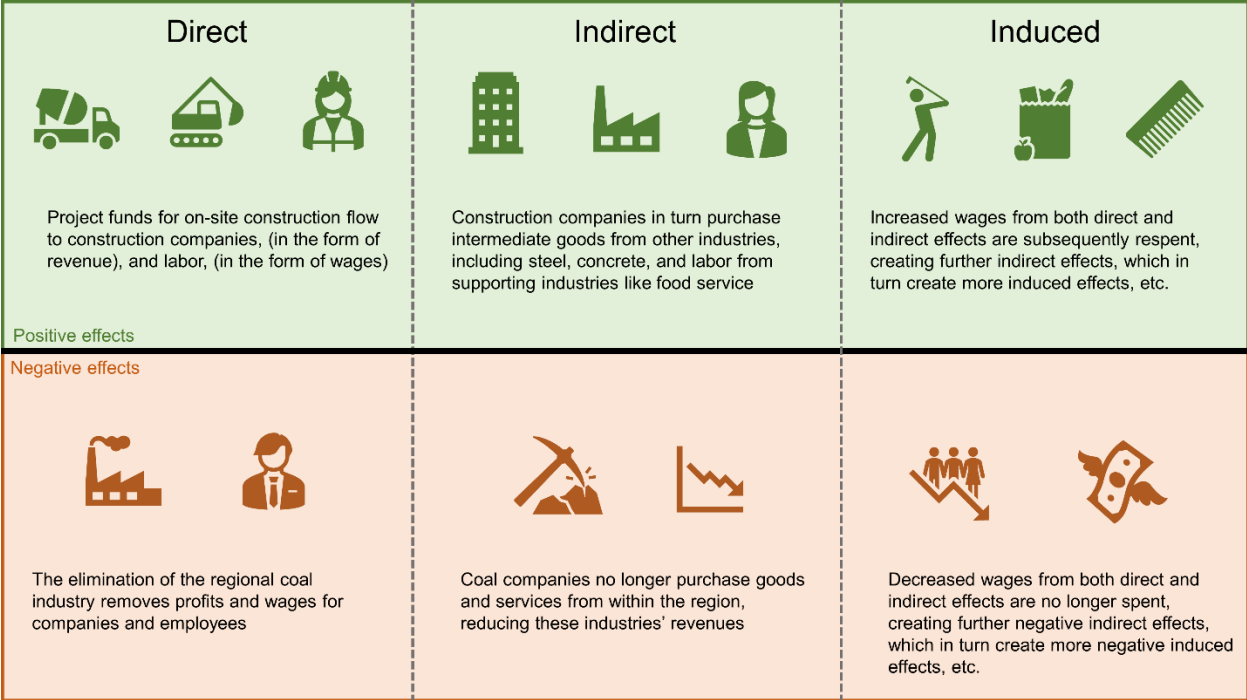 Direct
Indirect
Induced
Project funds for on-site construction flow
to construction companies, (in the form of
revenue), and labor, (in the form of wages)
Construction companies in turn purchase
intermediate goods from other industries,
including steel, concrete, and labor from
supporting industries like food service
Increased wages from both direct and
indirect effects are subsequently respent,
creating further indirect effects, which in
turn create more induced effects, etc.
Positive effects
Negative effects
The elimination of the regional coal
industry removes profits and wages for
companies and employees
Coal companies no longer purchase goods
and services from within the region,
reducing these industries’ revenues
Decreased wages from both direct and
indirect effects are no longer spent,
creating further negative indirect effects,
which in turn create more negative induced
effects, etc.